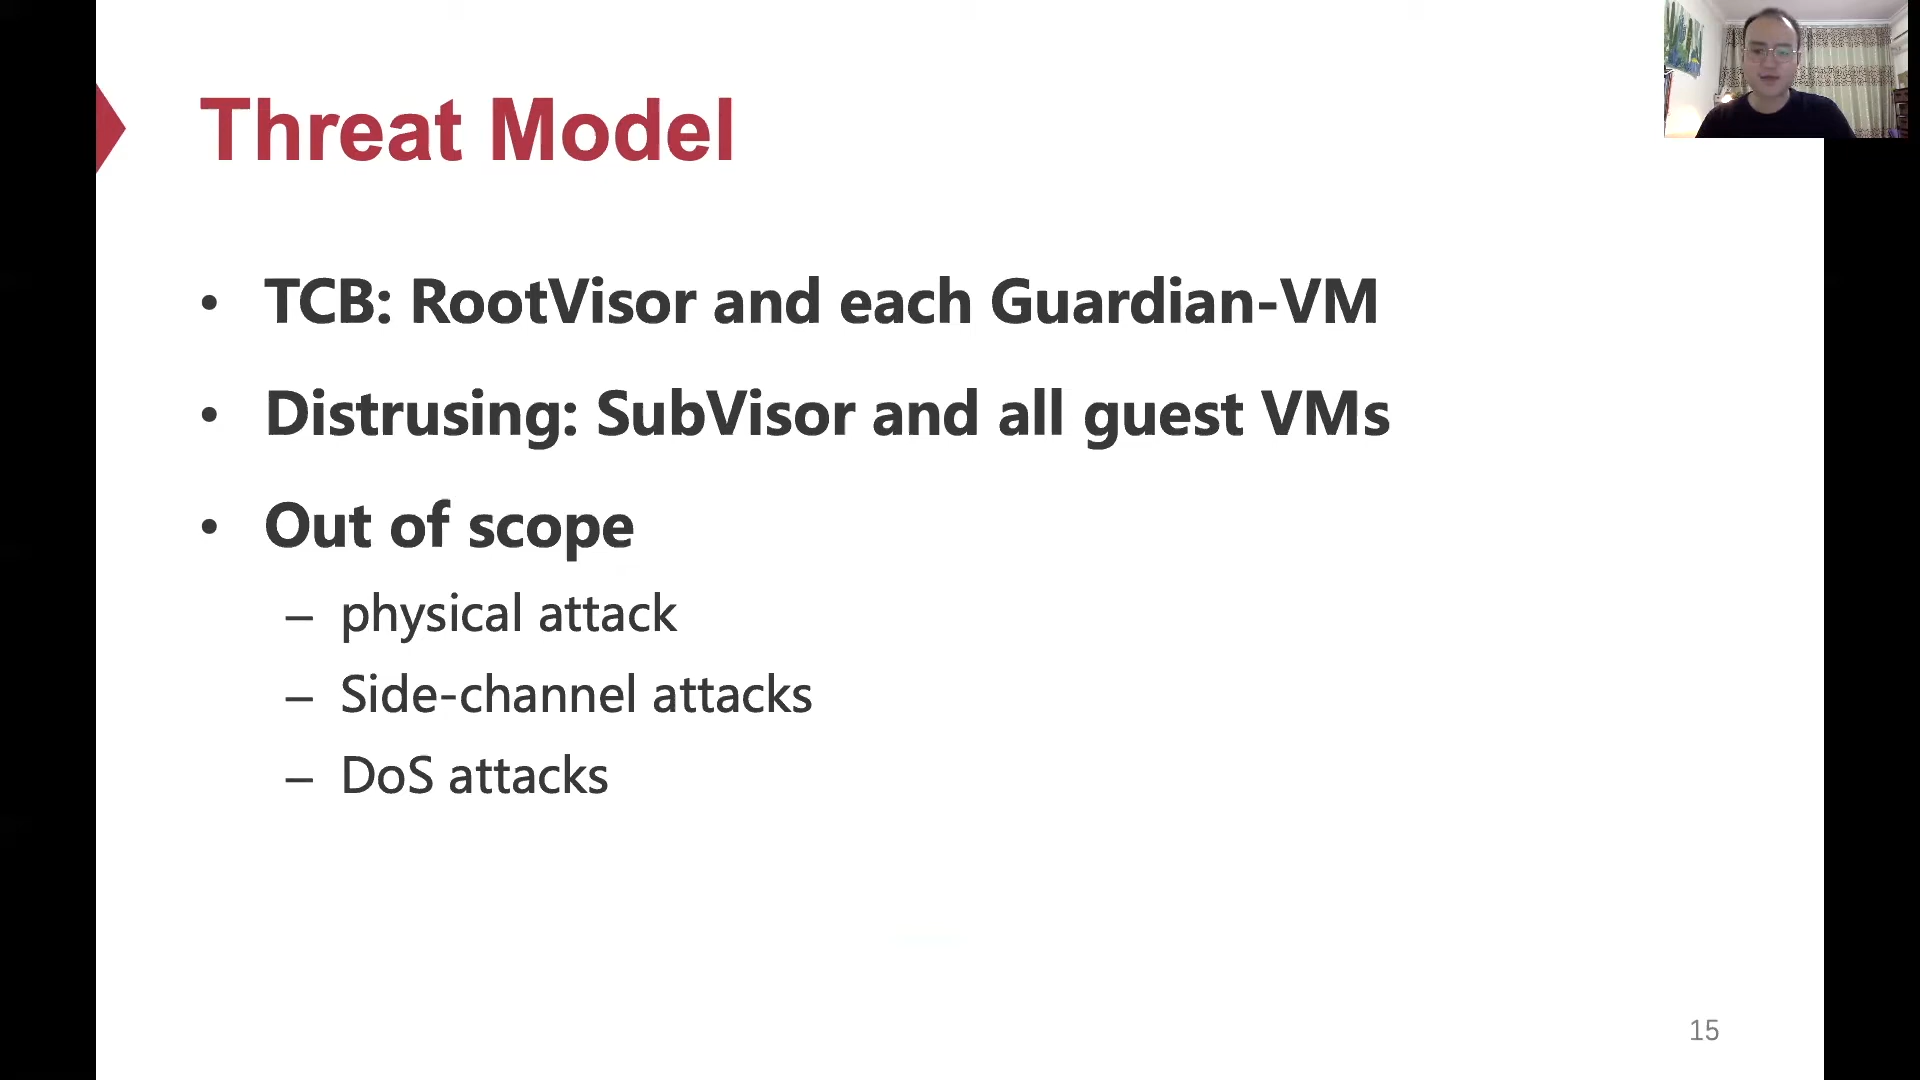 Threat Model
• TCB: RootVisor and each Guardian-VM
• Distrusing: SubVisor and all guest VMs
• Out of scope
– physical attack
– Side-channel attacks
– DoS attacks
15